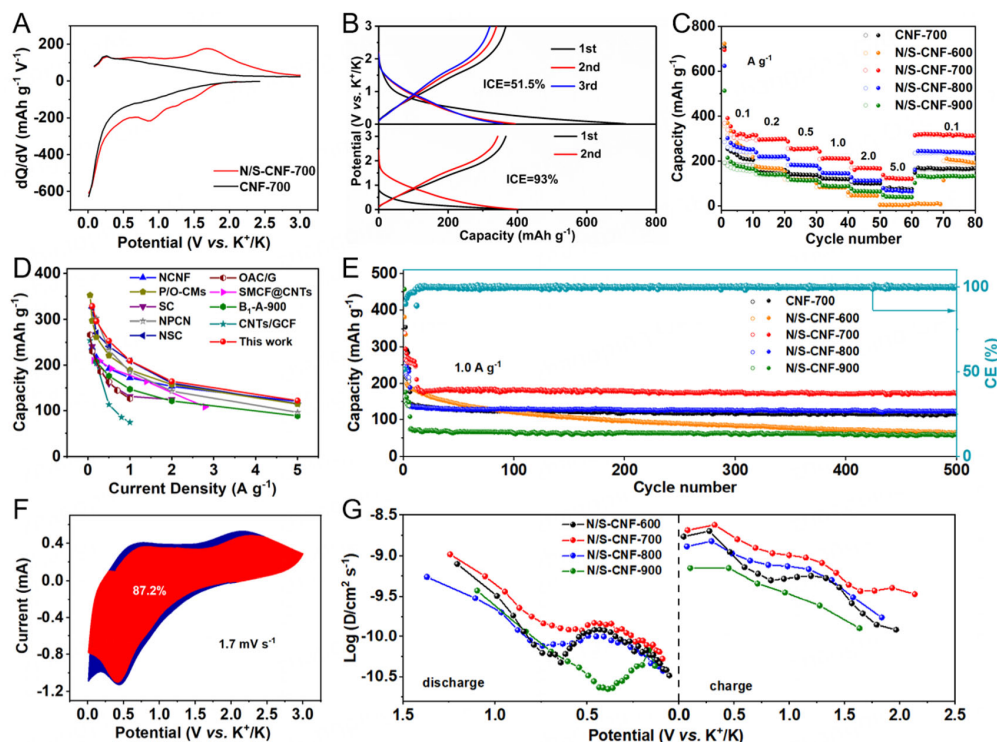 A
dQ/dV (mAh g⁻¹ V⁻¹)
200
0
-200
-400
-600
N/S-CNF-700
CNF-700
0.0 0.5 1.0 1.5 2.0 2.5 3.0
Potential (V vs. K⁺/K)
B
Potential (V vs. K⁺/K)
2
1
0
ICE=51.5%
1st
2nd
3rd
3
2
1
0
ICE=93%
1st
2nd
0 200 400 600 800
Capacity (mAh g⁻¹)
C
Capacity (mAh g⁻¹)
800
600
400
200
0
A g⁻¹
CNF-700
N/S-CNF-600
N/S-CNF-700
N/S-CNF-800
N/S-CNF-900
0.1 0.2 0.5 1.0 2.0 5.0 0.1
0 10 20 30 40 50 60 70 80
Cycle number
D
Capacity (mAh g⁻¹)
400
300
200
100
0
NCNF
P/O-CMs
SC
NPCN
NSC
OAC/G
SMCF@CNTs
B₁-A-900
CNTs/GCF
This work
0 1 2 3 4 5
Current Density (A g⁻¹)
E
Capacity (mAh g⁻¹)
500
400
300
200
100
0
1.0 A g⁻¹
CNF-700
N/S-CNF-600
N/S-CNF-700
N/S-CNF-800
N/S-CNF-900
100
50
0
CE (%)
0 100 200 300 400 500
Cycle number
F
Current (mA)
0.4
0.0
-0.4
-0.8
-1.2
87.2%
1.7 mV s⁻¹
0.0 0.5 1.0 1.5 2.0 2.5 3.0
Potential (V vs. K⁺/K)
G
Log (D/cm² s⁻¹)
-8.5
-9.0
-9.5
-10.0
-10.5
N/S-CNF-600
N/S-CNF-700
N/S-CNF-800
N/S-CNF-900
discharge
charge
1.5 1.0 0.5 0.0 0.5 1.0 1.5 2.0 2.5
Potential (V vs. K⁺/K)